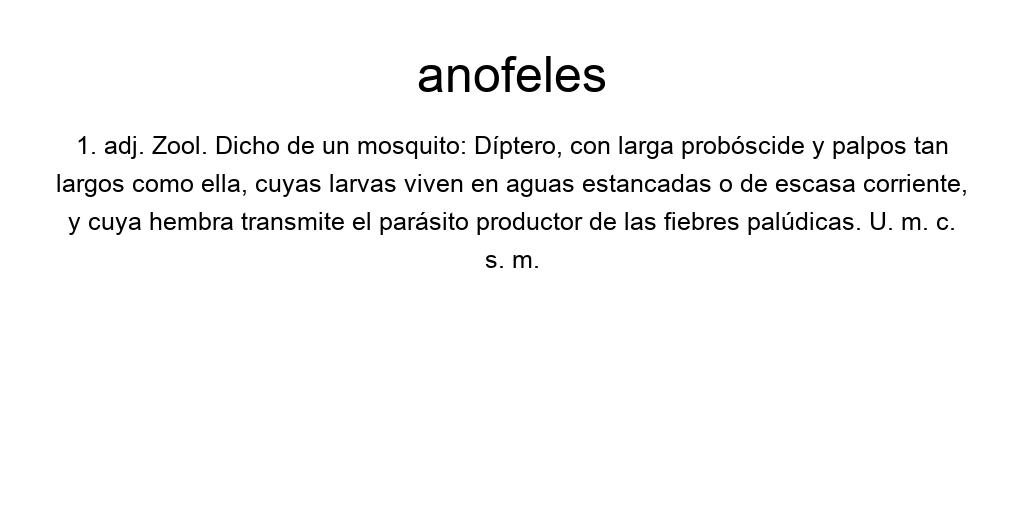 anofeles
1. adj. Zool. Dicho de un mosquito: Díptero, con larga probóscide y palpos tan
largos como ella, cuyas larvas viven en aguas estancadas o de escasa corriente,
y cuya hembra transmite el parásito productor de las fiebres palúdicas. U. m. c.
s. m.